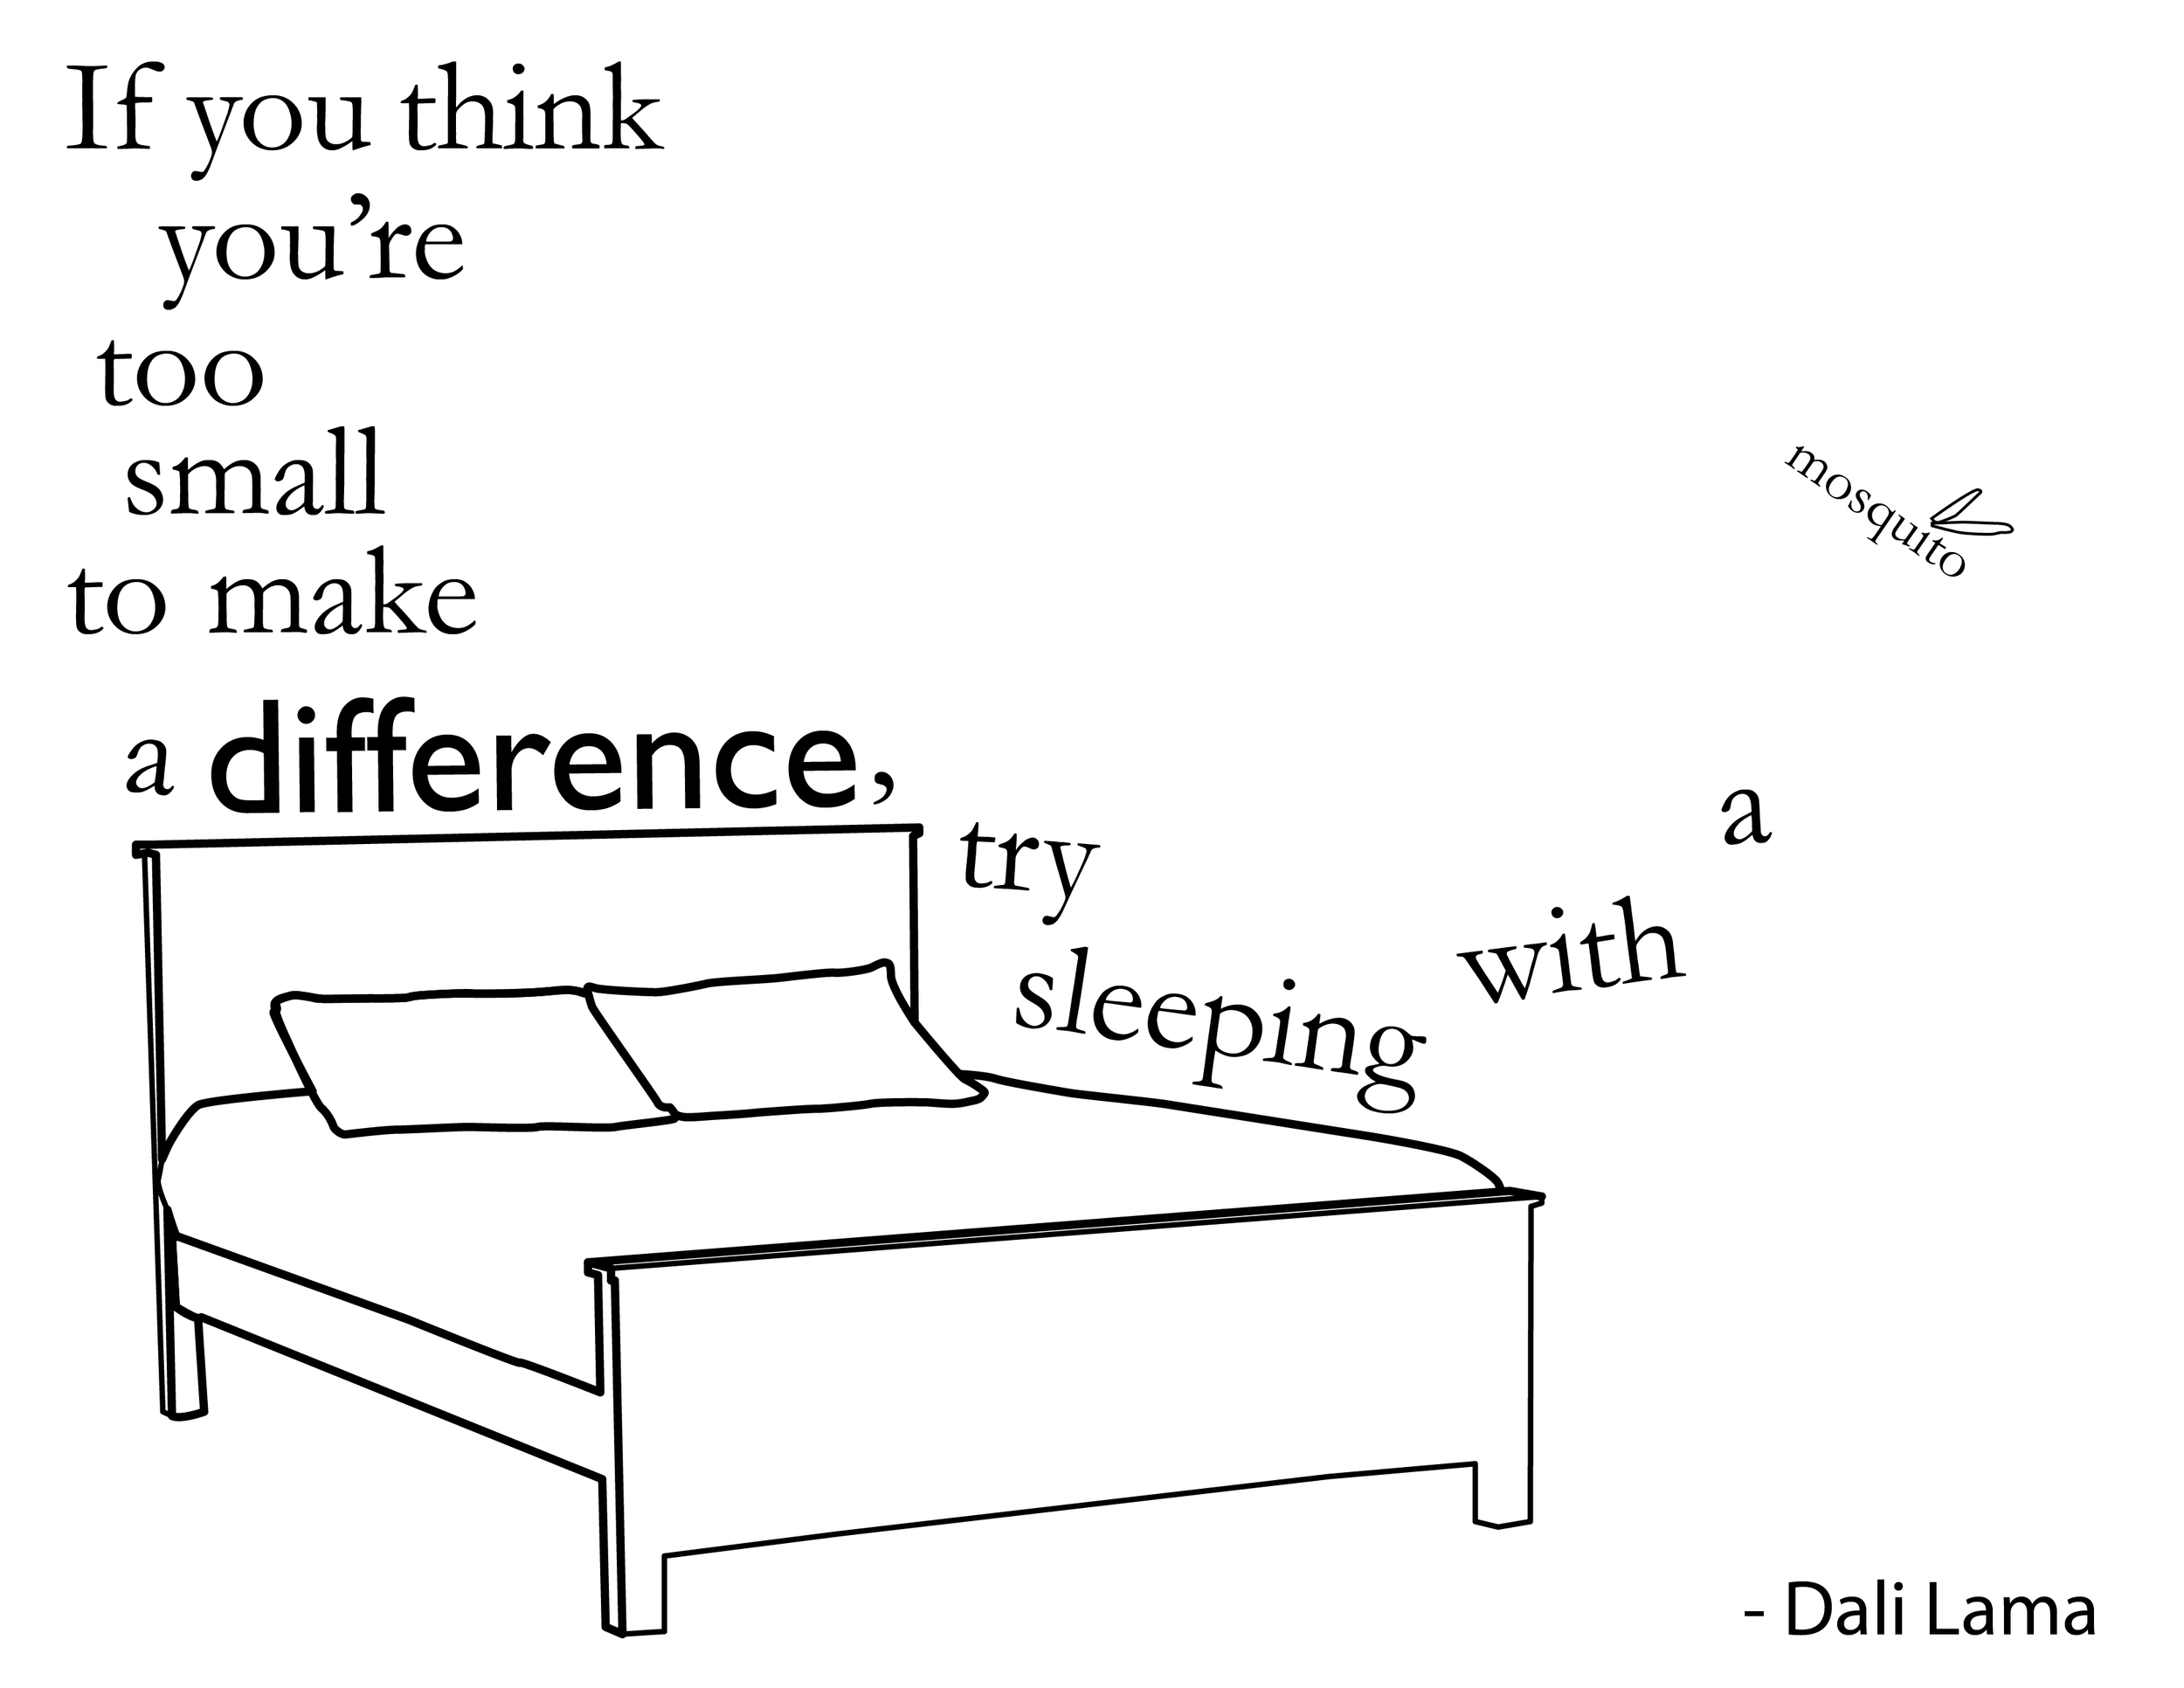 If you think
you’re
too
small
to make
a difference,
try
sleeping
with
a
mosquito
- Dali Lama